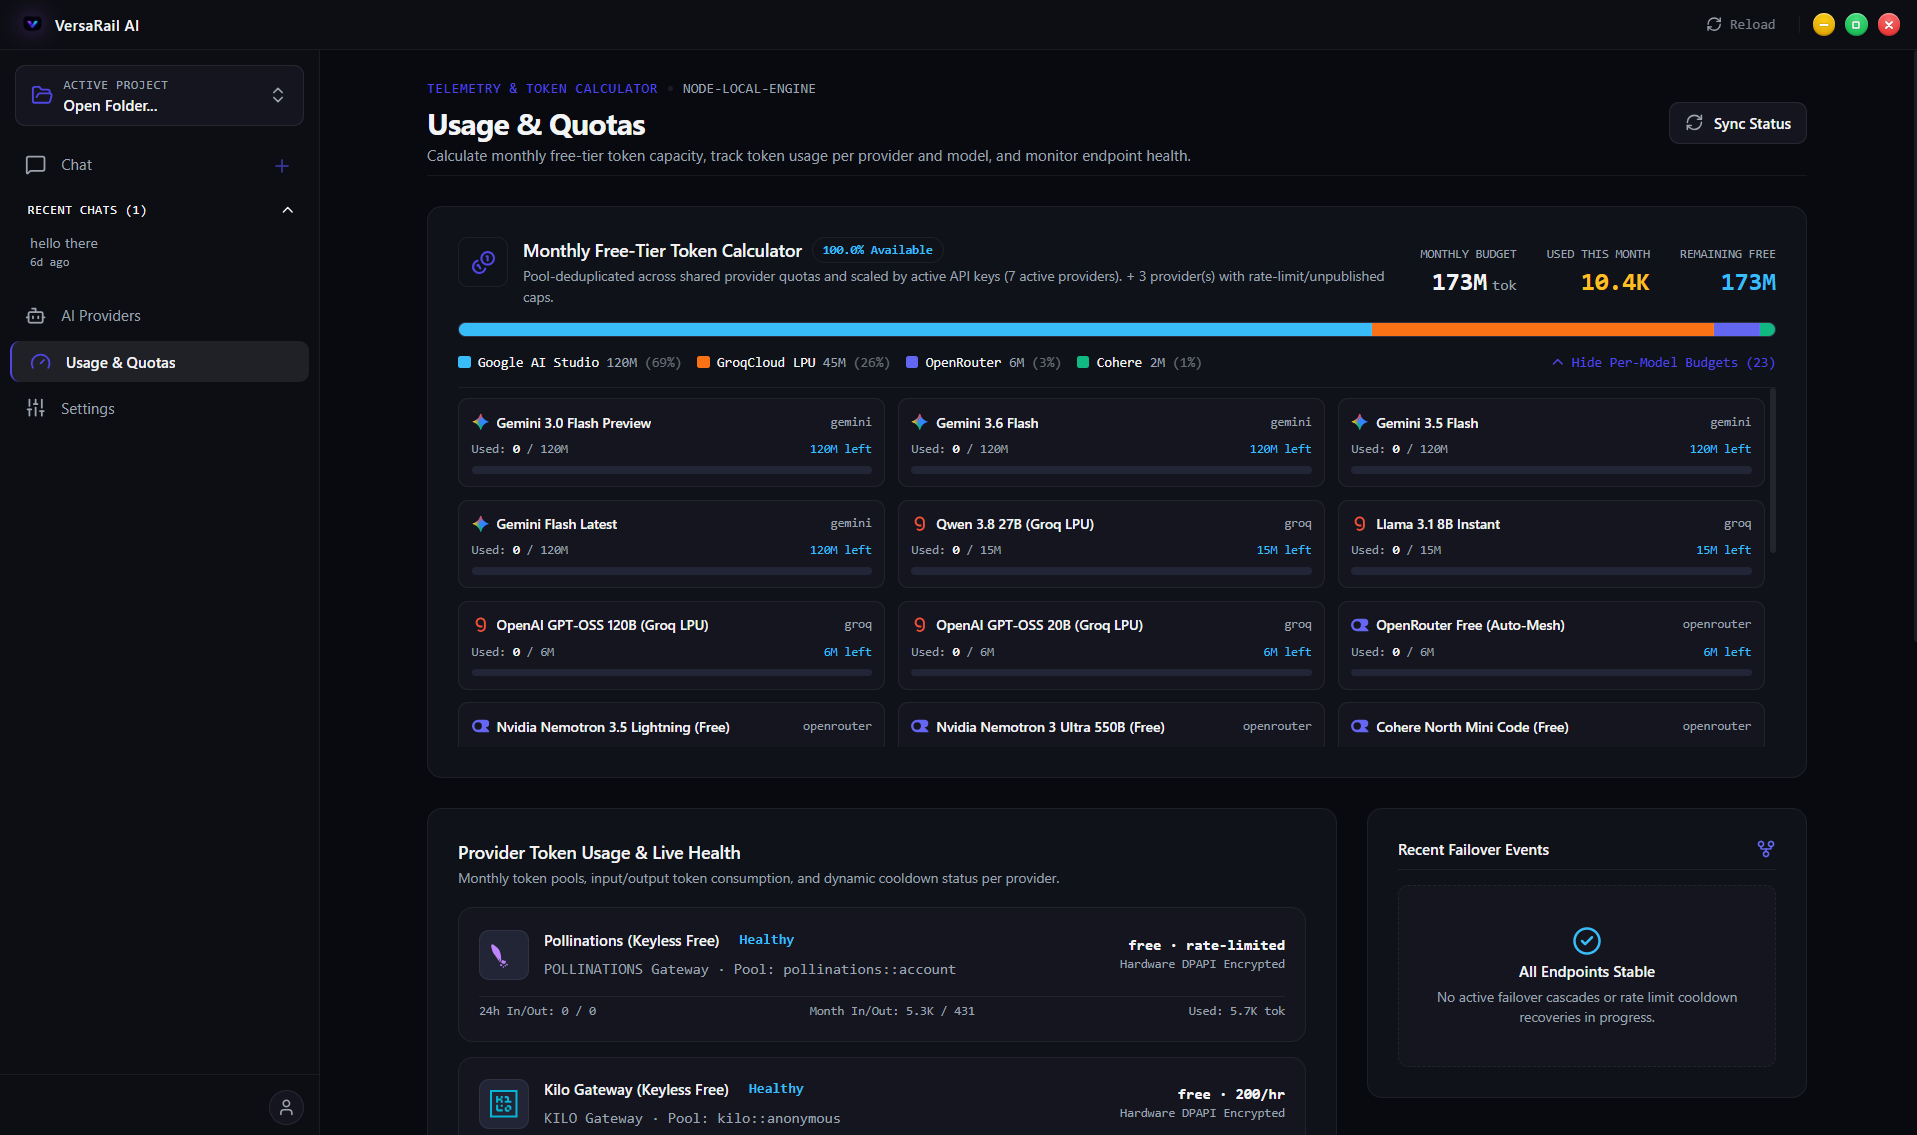 VersaRail AI
Reload
ACTIVE PROJECT
Open Folder...
Chat
RECENT CHATS (1)
hello there
6d ago
AI Providers
Usage & Quotas
Settings
TELEMETRY & TOKEN CALCULATOR • NODE-LOCAL-ENGINE
Usage & Quotas
Calculate monthly free-tier token capacity, track token usage per provider and model, and monitor endpoint health.
Sync Status
Monthly Free-Tier Token Calculator 100.0% Available
Pool-deduplicated across shared provider quotas and scaled by active API keys (7 active providers). + 3 provider(s) with rate-limit/unpublished
caps.
MONTHLY BUDGET
173M tok
USED THIS MONTH
10.4K
REMAINING FREE
173M
Google AI Studio 120M (69%) GroqCloud LPU 45M (26%) OpenRouter 6M (3%) Cohere 2M (1%)
Hide Per-Model Budgets (23)
Gemini 3.0 Flash Preview gemini
Used: 0 / 120M 120M left
Gemini 3.6 Flash gemini
Used: 0 / 120M 120M left
Gemini 3.5 Flash gemini
Used: 0 / 120M 120M left
Gemini Flash Latest gemini
Used: 0 / 120M 120M left
Qwen 3.8 27B (Groq LPU) groq
Used: 0 / 15M 15M left
Llama 3.1 8B Instant groq
Used: 0 / 15M 15M left
OpenAI GPT-OSS 120B (Groq LPU) groq
Used: 0 / 6M 6M left
OpenAI GPT-OSS 20B (Groq LPU) groq
Used: 0 / 6M 6M left
OpenRouter Free (Auto-Mesh) openrouter
Used: 0 / 6M 6M left
Nvidia Nemotron 3.5 Lightning (Free) openrouter
Nvidia Nemotron 3 Ultra 550B (Free) openrouter
Cohere North Mini Code (Free) openrouter
Provider Token Usage & Live Health
Monthly token pools, input/output token consumption, and dynamic cooldown status per provider.
Pollinations (Keyless Free) Healthy
POLLINATIONS Gateway · Pool: pollinations::account
free · rate-limited
Hardware DPAPI Encrypted
24h In/Out: 0 / 0 Month In/Out: 5.3K / 431 Used: 5.7K tok
Kilo Gateway (Keyless Free) Healthy
KILO Gateway · Pool: kilo::anonymous
free · 200/hr
Hardware DPAPI Encrypted
Recent Failover Events
All Endpoints Stable
No active failover cascades or rate limit cooldown
recoveries in progress.